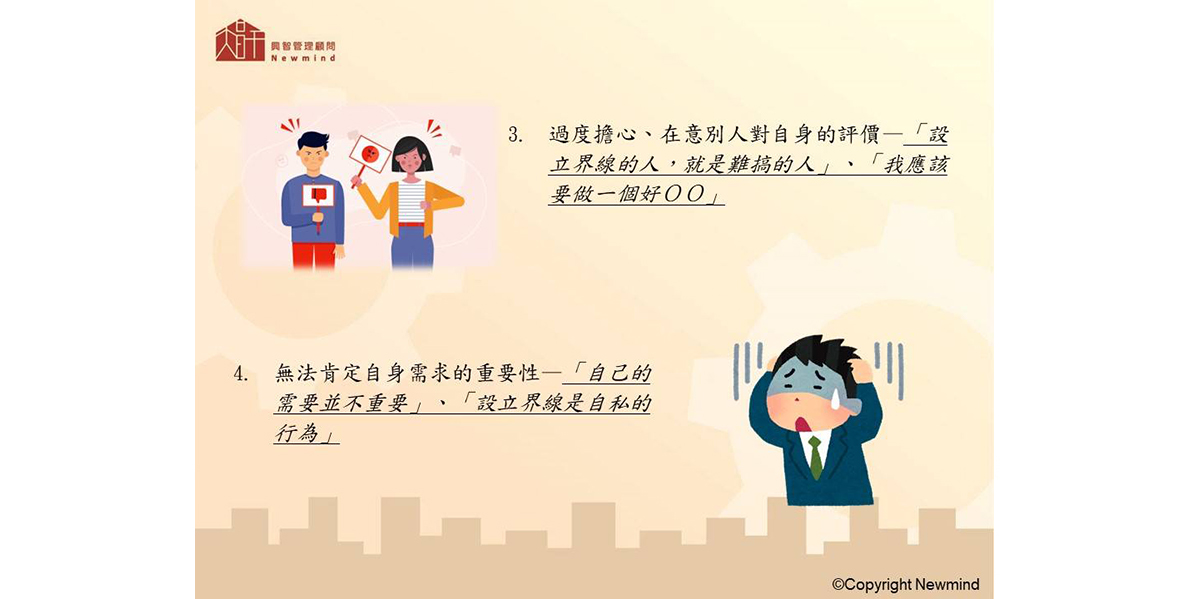 興智管理顧問
Newmind
3. 過度擔心、在意別人對自身的評價—「設
立界線的人，就是難搞的人」、「我應該
要做一個好ＯＯ」
4. 無法肯定自身需求的重要性—「自己的
需要並不重要」、「設立界線是自私的
行為」
©Copyright Newmind